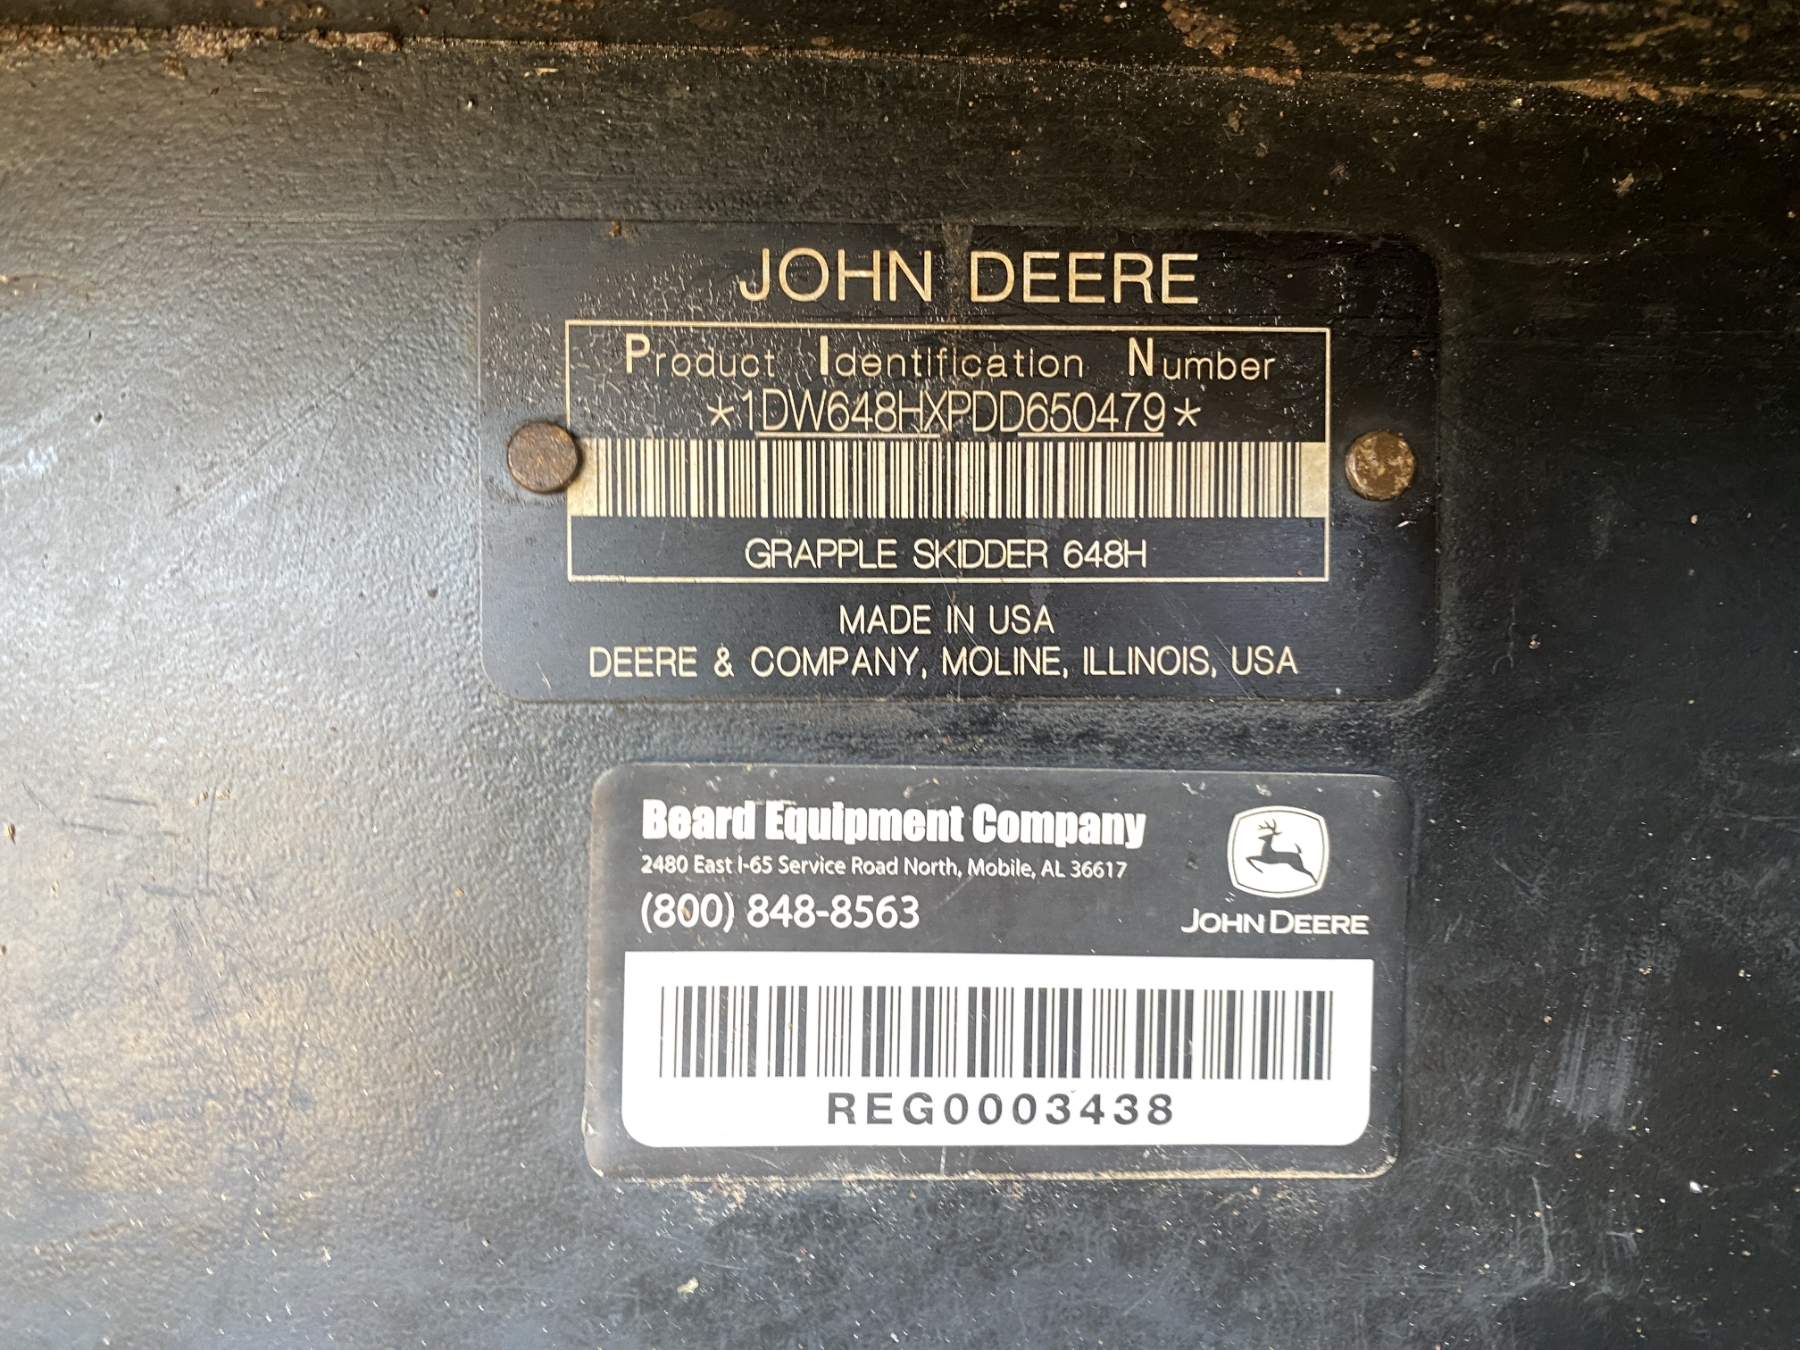 JOHN DEERE
Product Identification Number
*1DW648HXPDD650479*
GRAPPLE SKIDDER 648H
MADE IN USA
DEERE & COMPANY, MOLINE, ILLINOIS, USA
Beard Equipment Company
2480 East I-65 Service Road North, Mobile, AL 36617
(800) 848-8563
JOHN DEERE
REG0003438